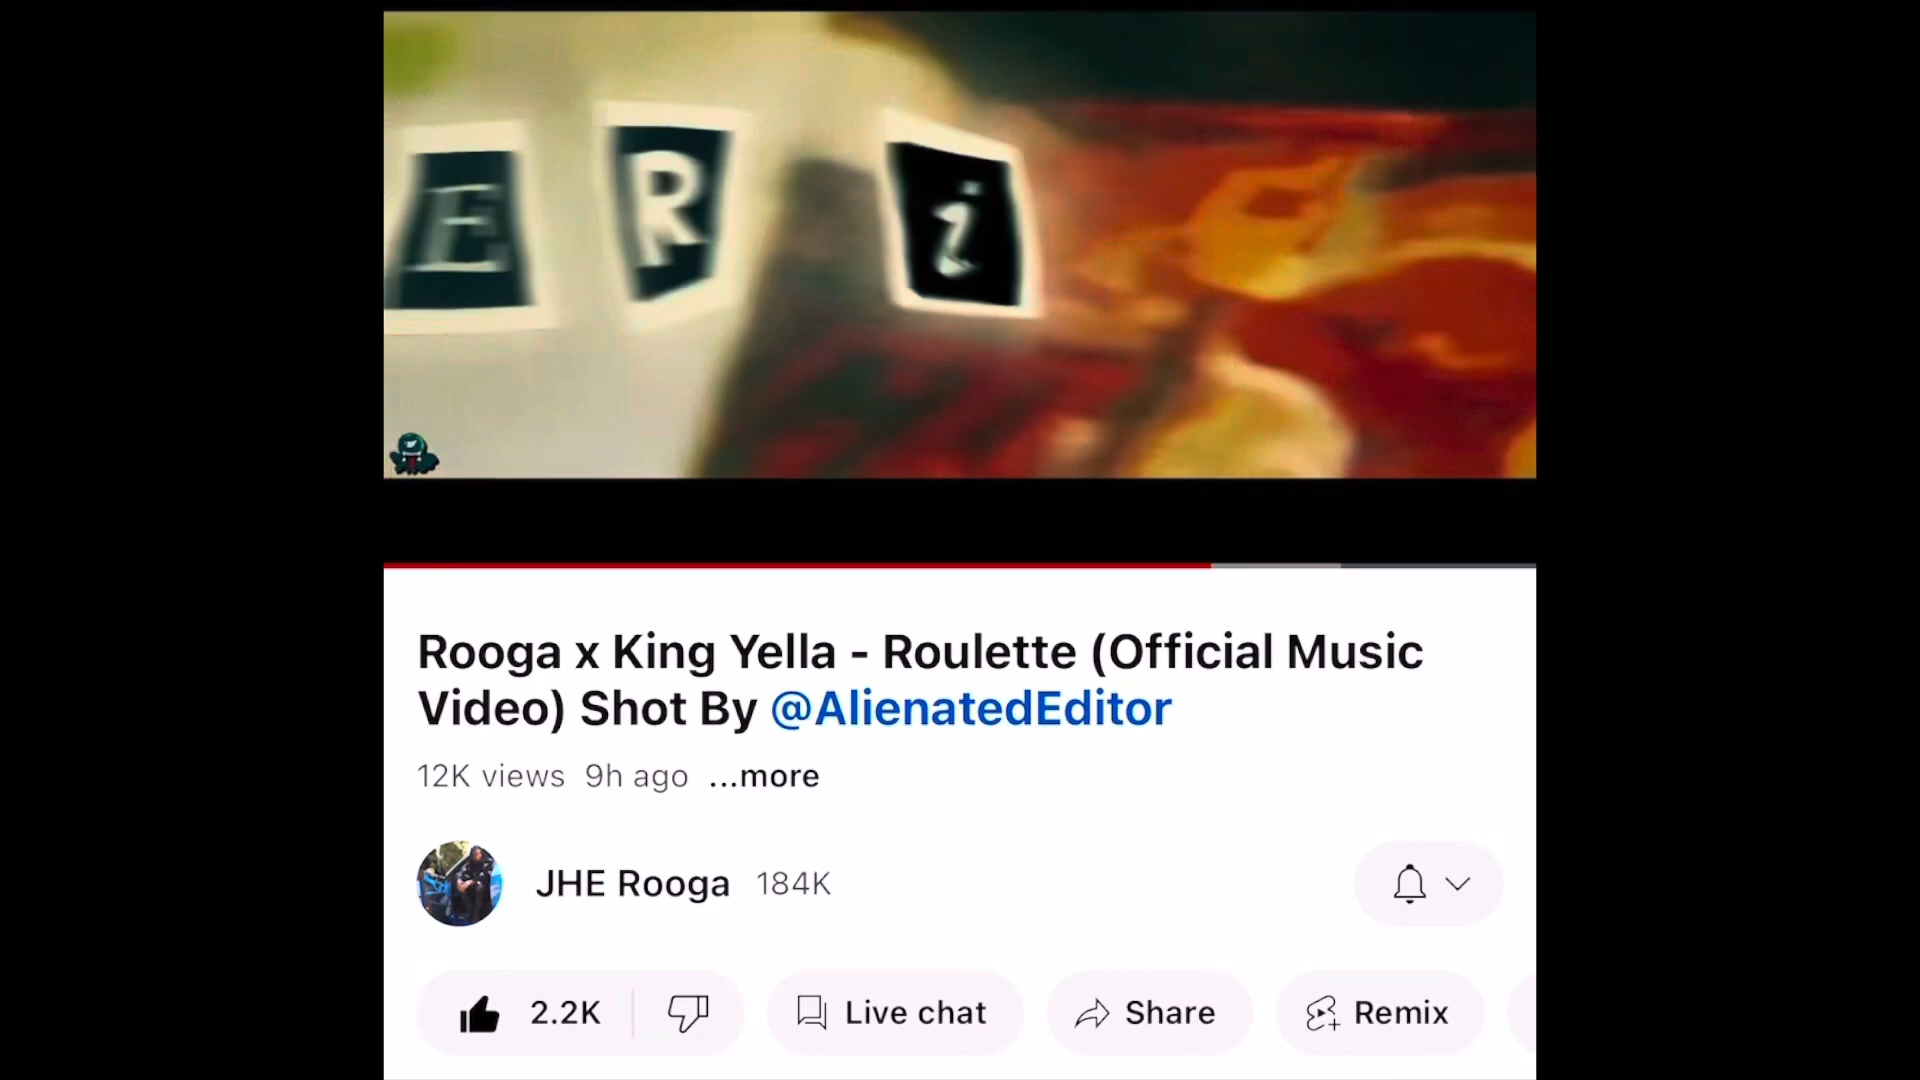 E R i
Rooga x King Yella - Roulette (Official Music
Video) Shot By @AlienatedEditor
12K views 9h ago ...more
JHE Rooga 184K
2.2K Live chat Share Remix